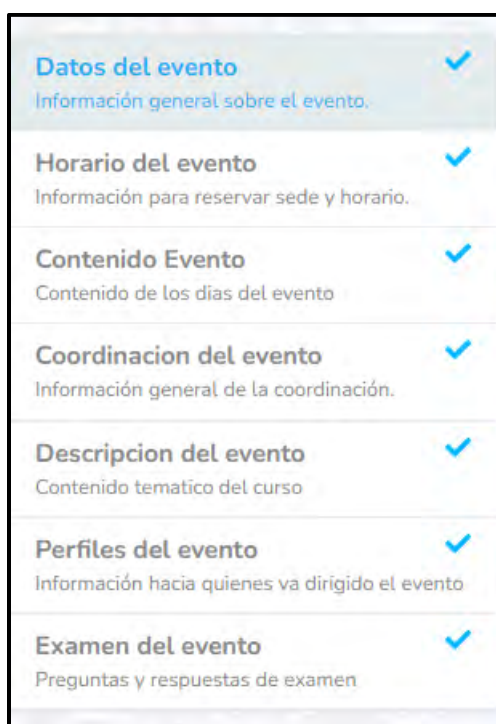 Datos del evento
Información general sobre el evento.
Horario del evento
Información para reservar sede y horario.
Contenido Evento
Contenido de los dias del evento
Coordinacion del evento
Información general de la coordinación.
Descripcion del evento
Contenido tematico del curso
Perfiles del evento
Información hacia quienes va dirigido el evento
Examen del evento
Preguntas y respuestas de examen